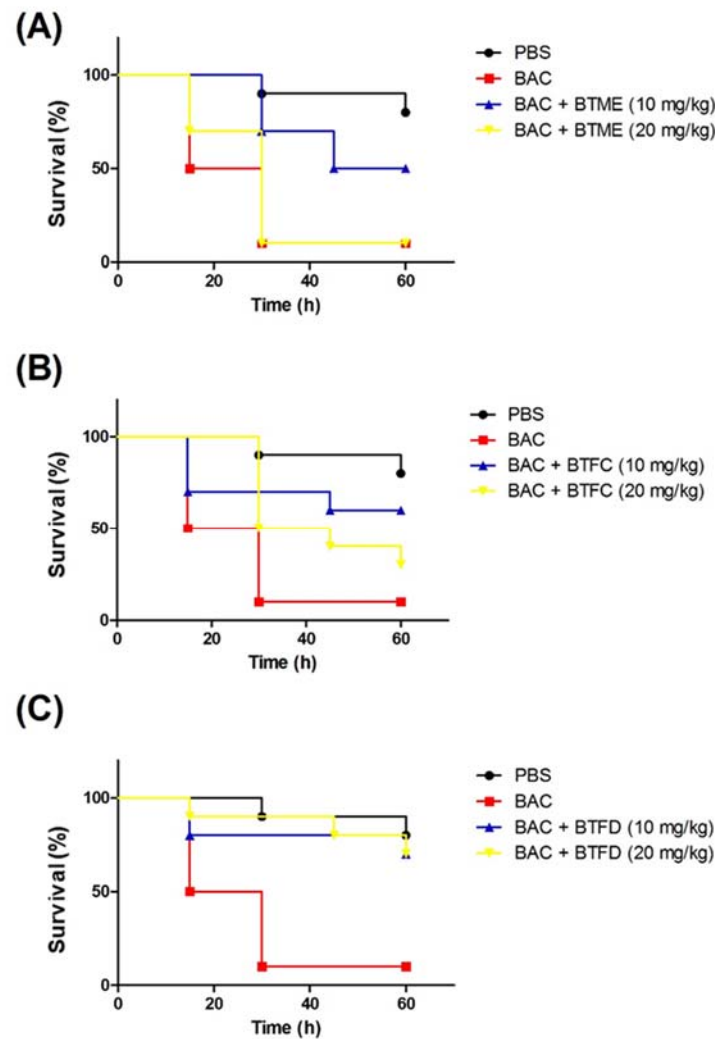 (A)
PBS
BAC
BAC + BTME (10 mg/kg)
BAC + BTME (20 mg/kg)
Survival (%)
100
50
0
0 20 40 60
Time (h)
(B)
PBS
BAC
BAC + BTFC (10 mg/kg)
BAC + BTFC (20 mg/kg)
Survival (%)
100
50
0
0 20 40 60
Time (h)
(C)
PBS
BAC
BAC + BTFD (10 mg/kg)
BAC + BTFD (20 mg/kg)
Survival (%)
100
50
0
0 20 40 60
Time (h)